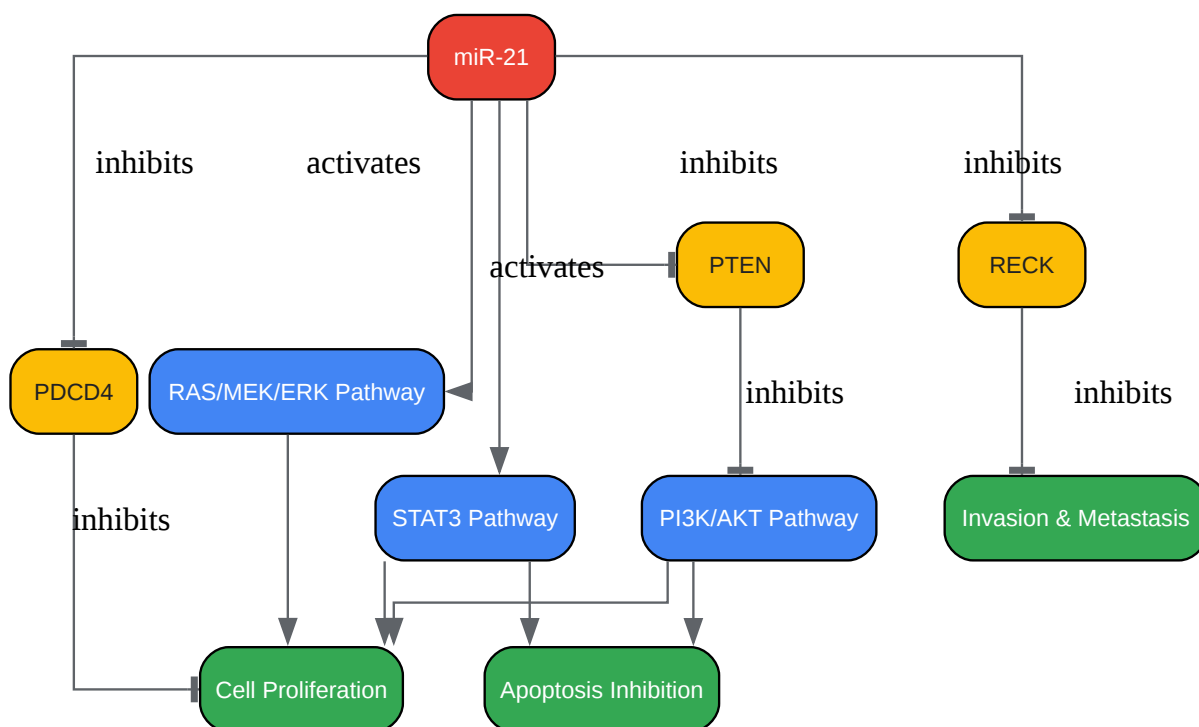 miR-21
inhibits
activates
inhibits
inhibits
activates
PTEN
RECK
PDCD4
RAS/MEK/ERK Pathway
inhibits
inhibits
inhibits
STAT3 Pathway
PI3K/AKT Pathway
Invasion & Metastasis
Cell Proliferation
Apoptosis Inhibition